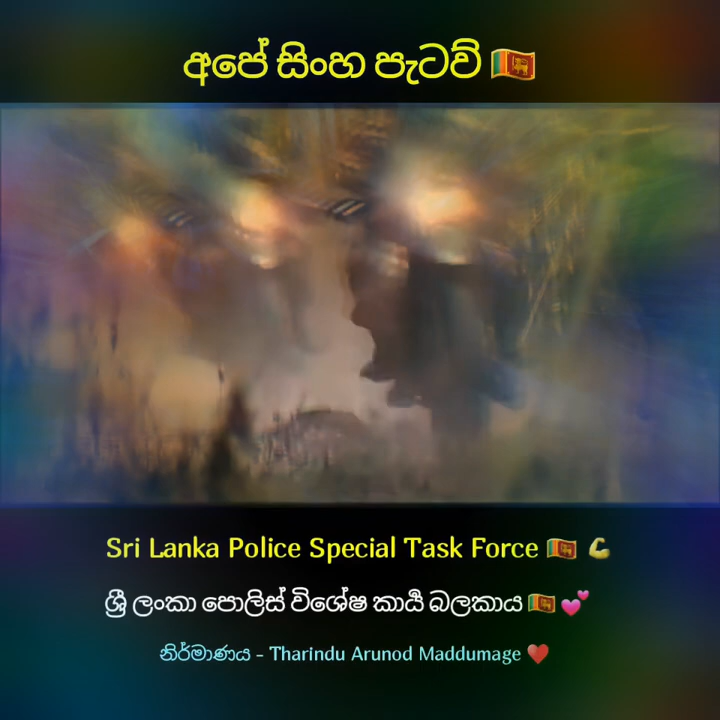 අපේ සිංහ පැටව් 🇱🇰
Sri Lanka Police Special Task Force 🇱🇰 💪
ශ්‍රී ලංකා පොලිස් විශේෂ කාර්‍ය බලකාය 🇱🇰 💕
නිර්මාණය - Tharindu Arunod Maddumage ♥️